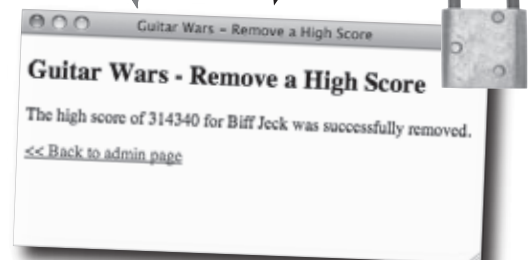 Guitar Wars - Remove a High Score
Guitar Wars - Remove a High Score
The high score of 314340 for Biff Jeck was successfully removed.
<< Back to admin page